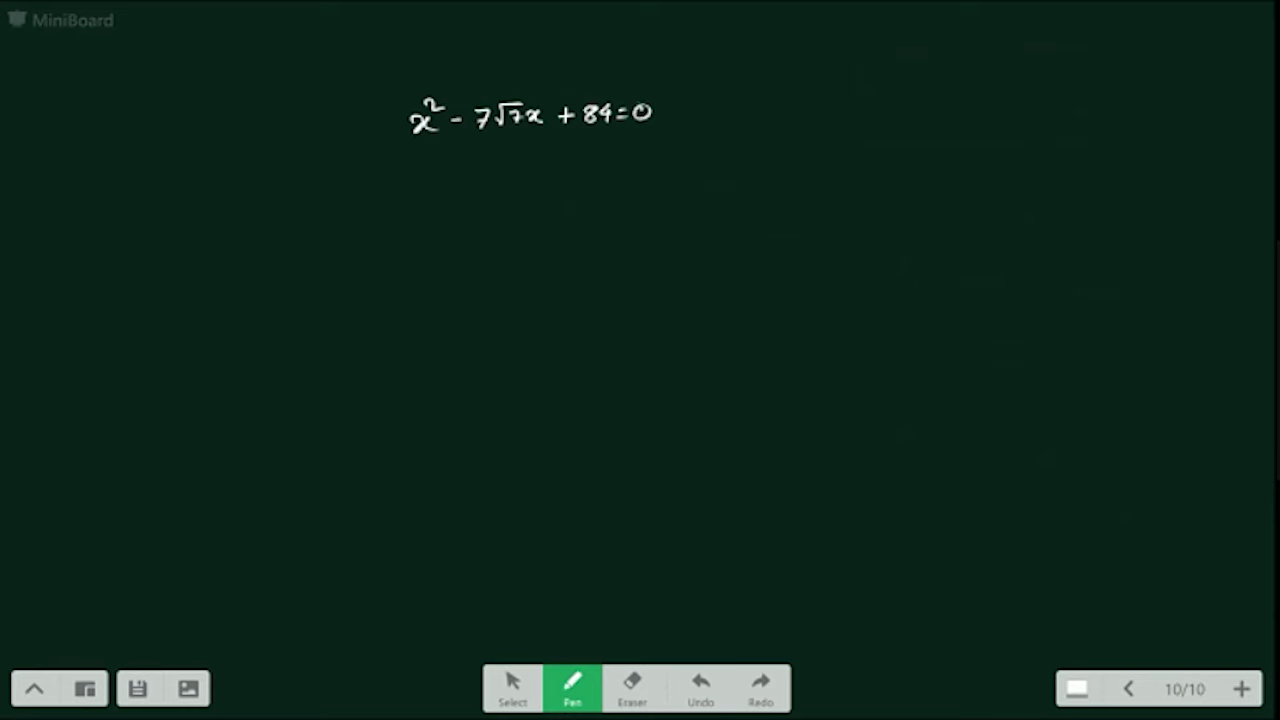 MiniBoard
x² - 7√7x + 84=0
Select Pen Eraser Undo Redo 10/10